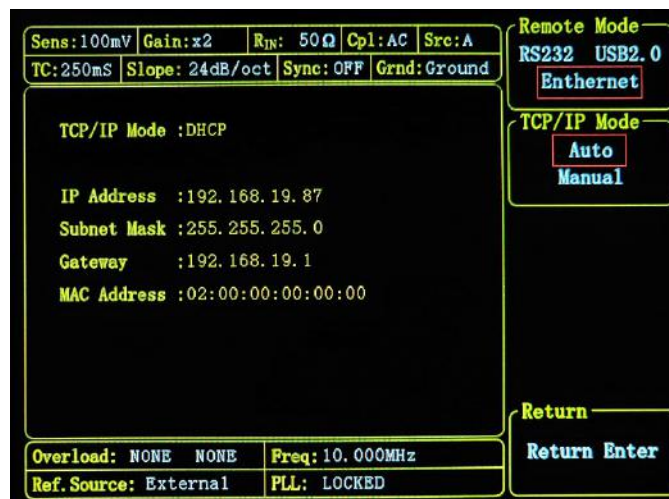 Sens:100mV Gain:x2 RIN: 50Ω Cpl:AC Src:A
TC:250mS Slope: 24dB/oct Sync:OFF Grnd:Ground
TCP/IP Mode :DHCP
IP Address :192.168.19.87
Subnet Mask :255.255.255.0
Gateway :192.168.19.1
MAC Address :02:00:00:00:00:00
Overload: NONE NONE Freq:10.000MHz
Ref.Source: External PLL: LOCKED
Remote Mode
RS232 USB2.0
Enthernet
TCP/IP Mode
Auto
Manual
Return
Return Enter